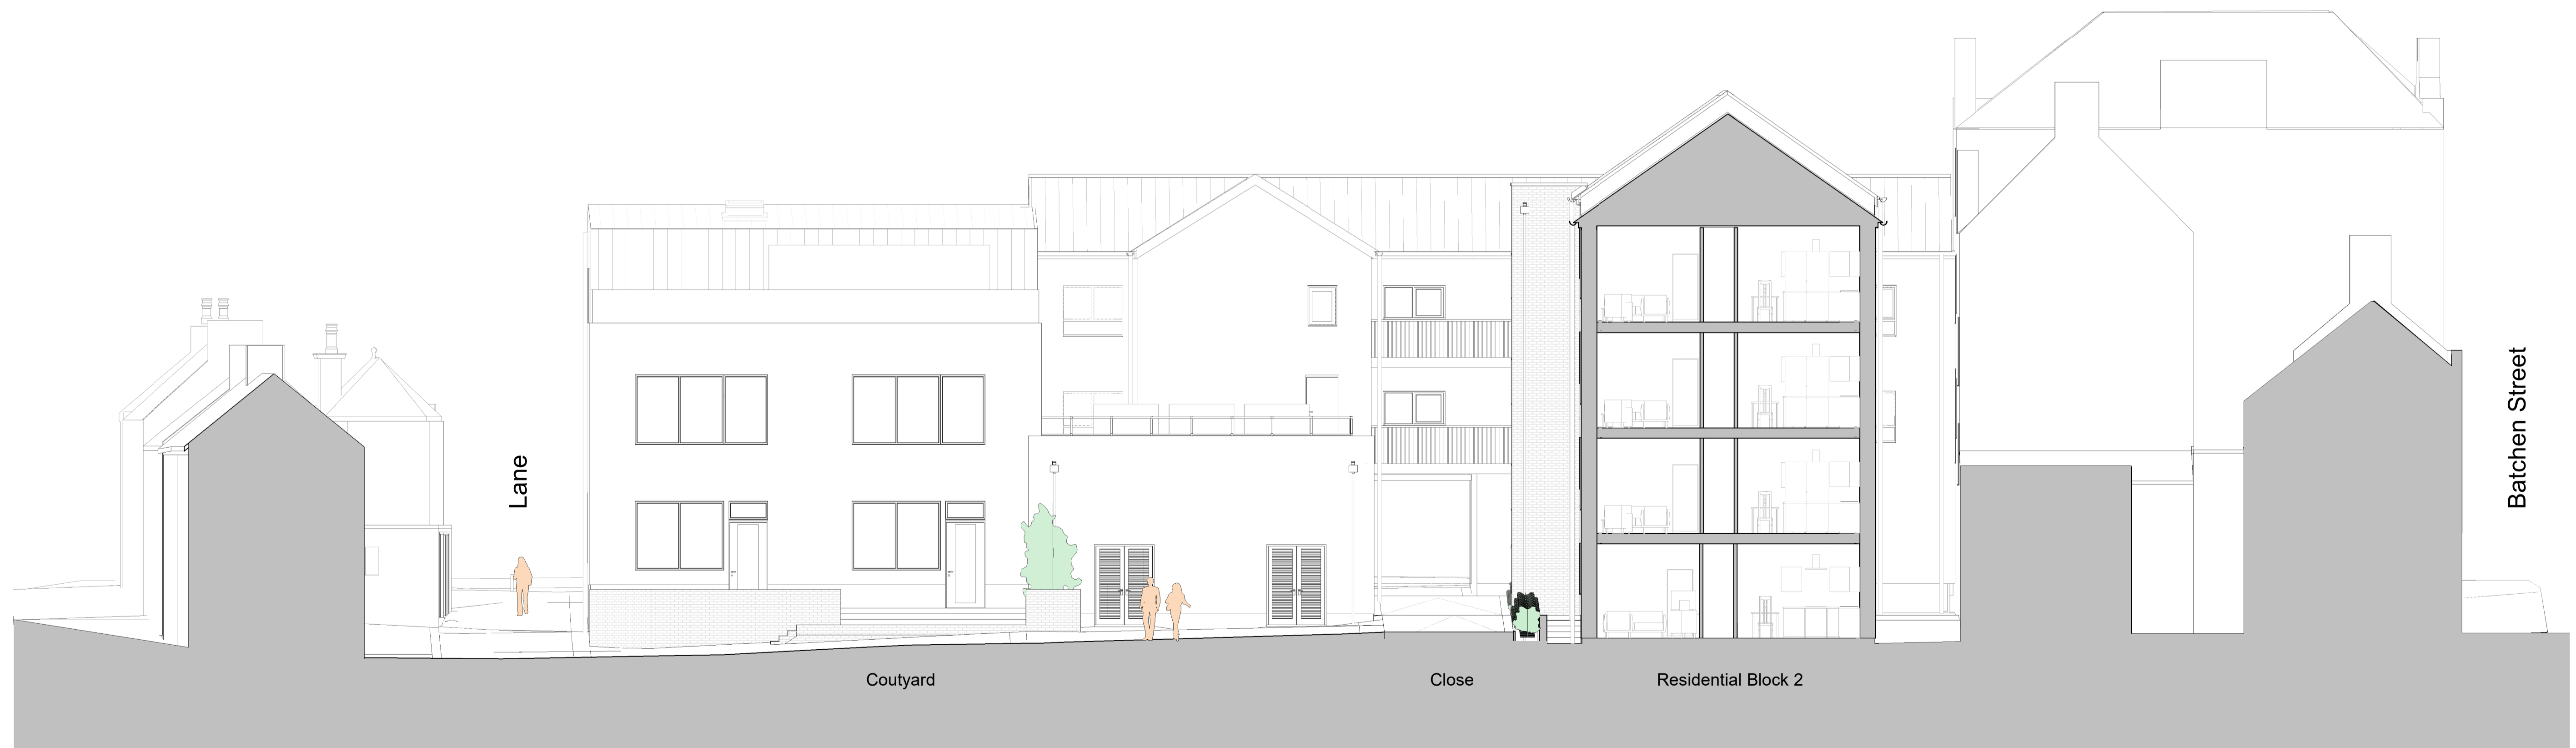 Lane
Coutyard
Close
Residential Block 2
Batchen Street